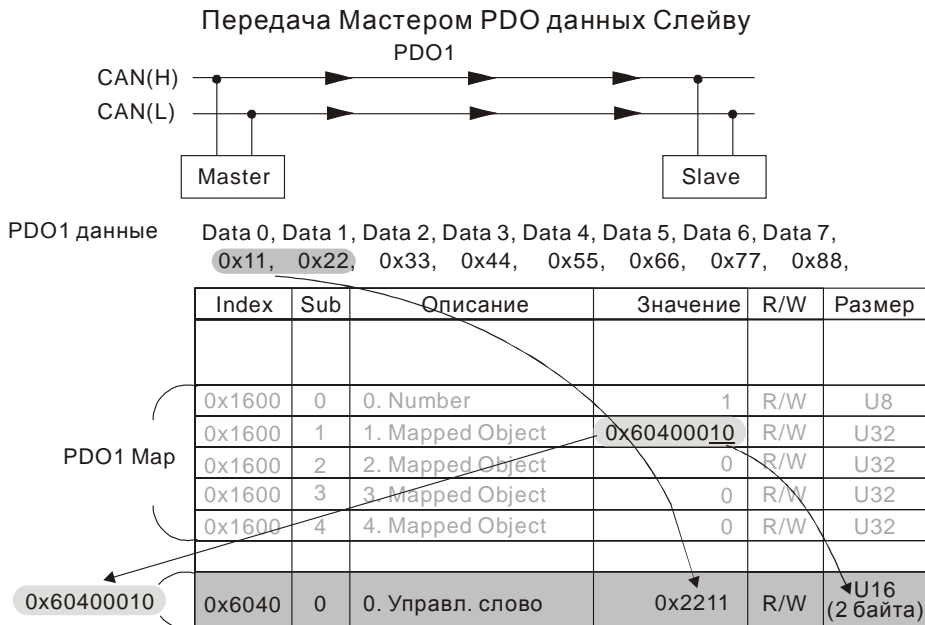 Передача Мастером PDO данных Слейву
PDO1
CAN(H)
CAN(L)
Master
Slave
PDO1 данные
Data 0, Data 1, Data 2, Data 3, Data 4, Data 5, Data 6, Data 7,
0x11, 0x22, 0x33, 0x44, 0x55, 0x66, 0x77, 0x88,
Index Sub Описание Значение R/W Размер
0x1600 0 0. Number 1 R/W U8
0x1600 1 1. Mapped Object 0x60400010 R/W U32
PDO1 Map
0x1600 2 2. Mapped Object 0 R/W U32
0x1600 3 3. Mapped Object 0 R/W U32
0x1600 4 4. Mapped Object 0 R/W U32
0x60400010
0x6040 0 0. Управл. слово 0x2211 R/W U16
(2 байта)